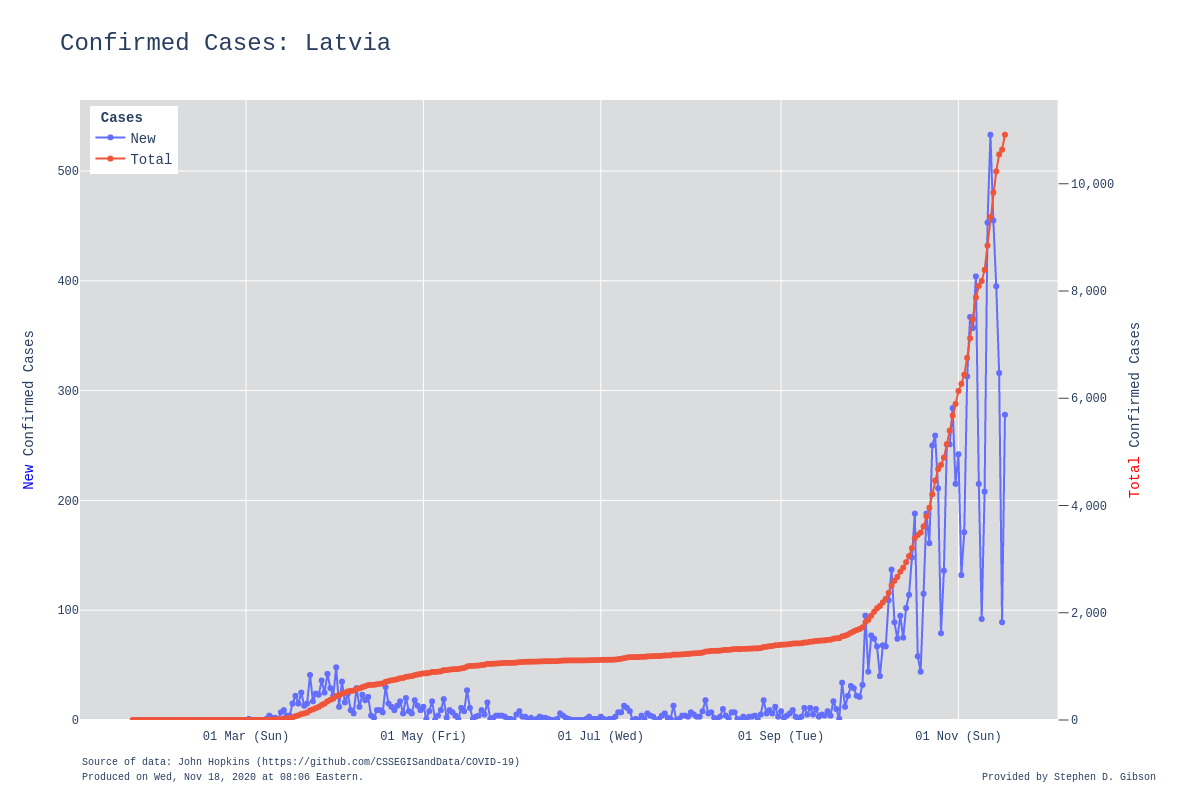 Confirmed Cases: Latvia
Cases
New
Total
500
400
300
200
100
0
10,000
8,000
6,000
4,000
2,000
0
New Confirmed Cases
Total Confirmed Cases
01 Mar (Sun)
01 May (Fri)
01 Jul (Wed)
01 Sep (Tue)
01 Nov (Sun)
Source of data: John Hopkins (https://github.com/CSSEGISandData/COVID-19)
Produced on Wed, Nov 18, 2020 at 08:06 Eastern.
Provided by Stephen D. Gibson